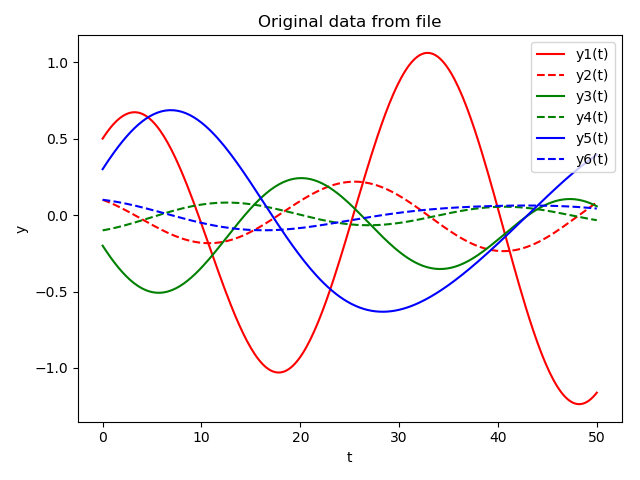 Original data from file
y1(t)
y2(t)
y3(t)
y4(t)
y5(t)
y6(t)
y
1.0
0.5
0.0
−0.5
−1.0
0 10 20 30 40 50
t